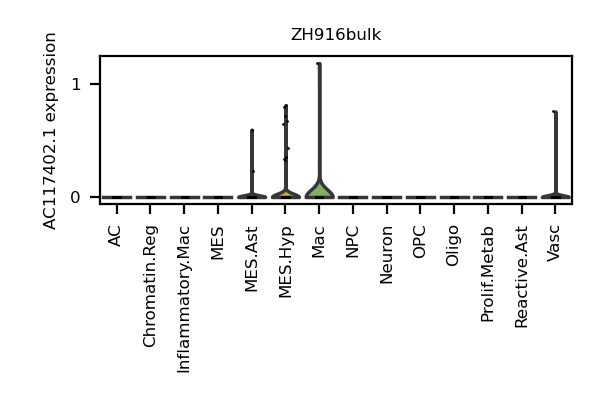 ZH916bulk
AC117402.1 expression
1
0
AC
Chromatin.Reg
Inflammatory.Mac
MES
MES.Ast
MES.Hyp
Mac
NPC
Neuron
OPC
Oligo
Prolif.Metab
Reactive.Ast
Vasc